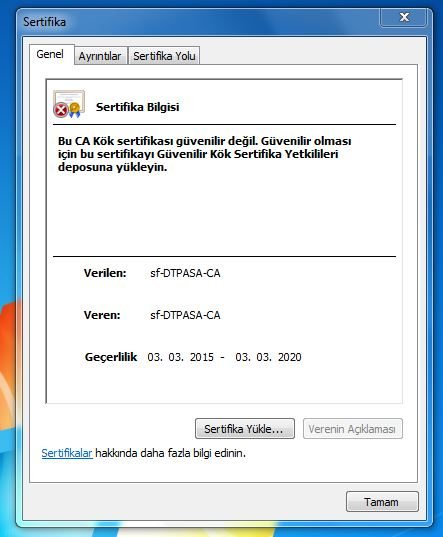 Sertifika
Genel
Ayrıntılar
Sertifika Yolu
Sertifika Bilgisi
Bu CA Kök sertifikası güvenilir değil. Güvenilir olması
için bu sertifikayı Güvenilir Kök Sertifika Yetkilileri
deposuna yükleyin.
Verilen: sf-DTPASA-CA
Veren: sf-DTPASA-CA
Geçerlilik 03. 03. 2015 - 03. 03. 2020
Sertifika Yükle...
Verenin Açıklaması
Sertifikalar hakkında daha fazla bilgi edinin.
Tamam